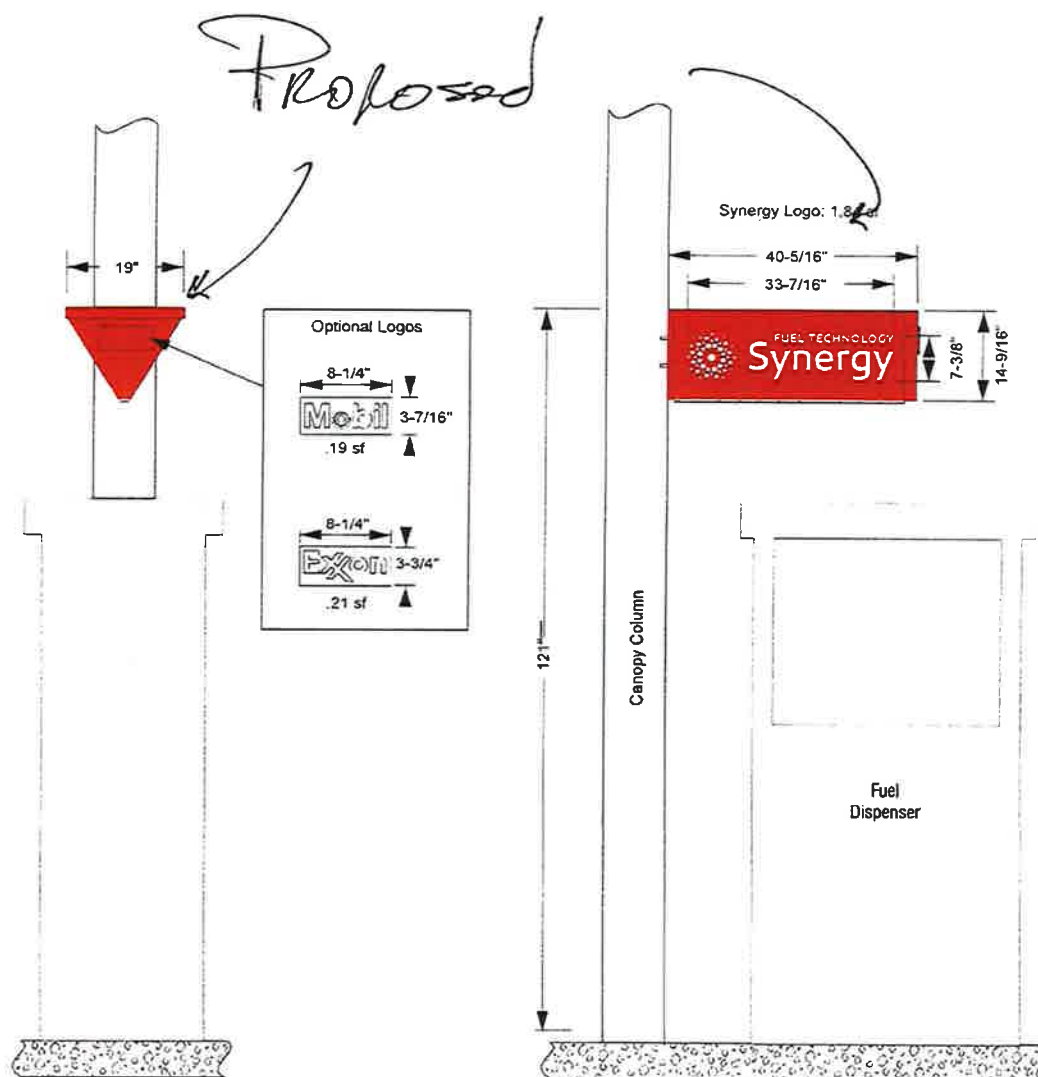 Proposed
Synergy Logo: 1.8
19"
40-5/16"
33-7/16"
Optional Logos
8-1/4"
Mobil
3-7/16"
.19 sf
8-1/4"
Exxon
3-3/4"
.21 sf
FUEL TECHNOLOGY
Synergy
7-3/8"
14-9/16"
121"
Canopy Column
Fuel
Dispenser